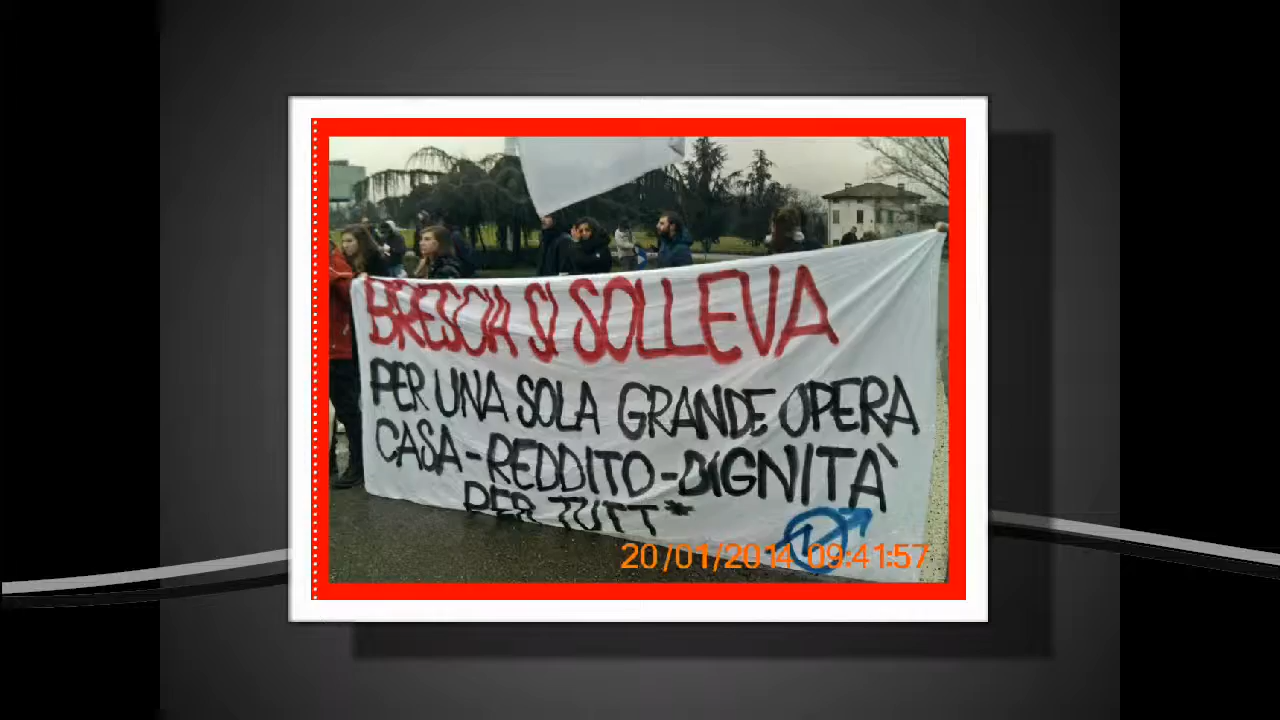 BRESCIA SI SOLLEVA
PER UNA SOLA GRANDE OPERA
CASA-REDDITO-DIGNITÀ
PER TUTT*
20/01/2014 09:41:57